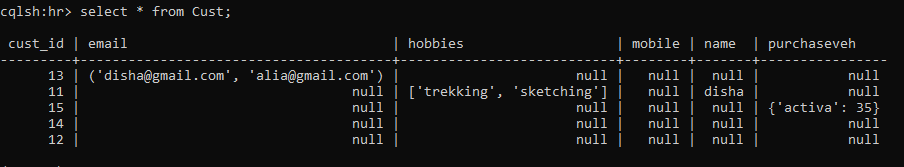 cqlsh:hr> select * from Cust;
 cust_id | email | hobbies | mobile | name | purchaseveh
---------+-------------------------------------+---------------------------+--------+-------+----------------
 13 | ('disha@gmail.com', 'alia@gmail.com') | null | null | null | null
 11 | null | ['trekking', 'sketching'] | null | disha | null
 15 | null | null | null | null | {'activa': 35}
 14 | null | null | null | null | null
 12 | null | null | null | null | null